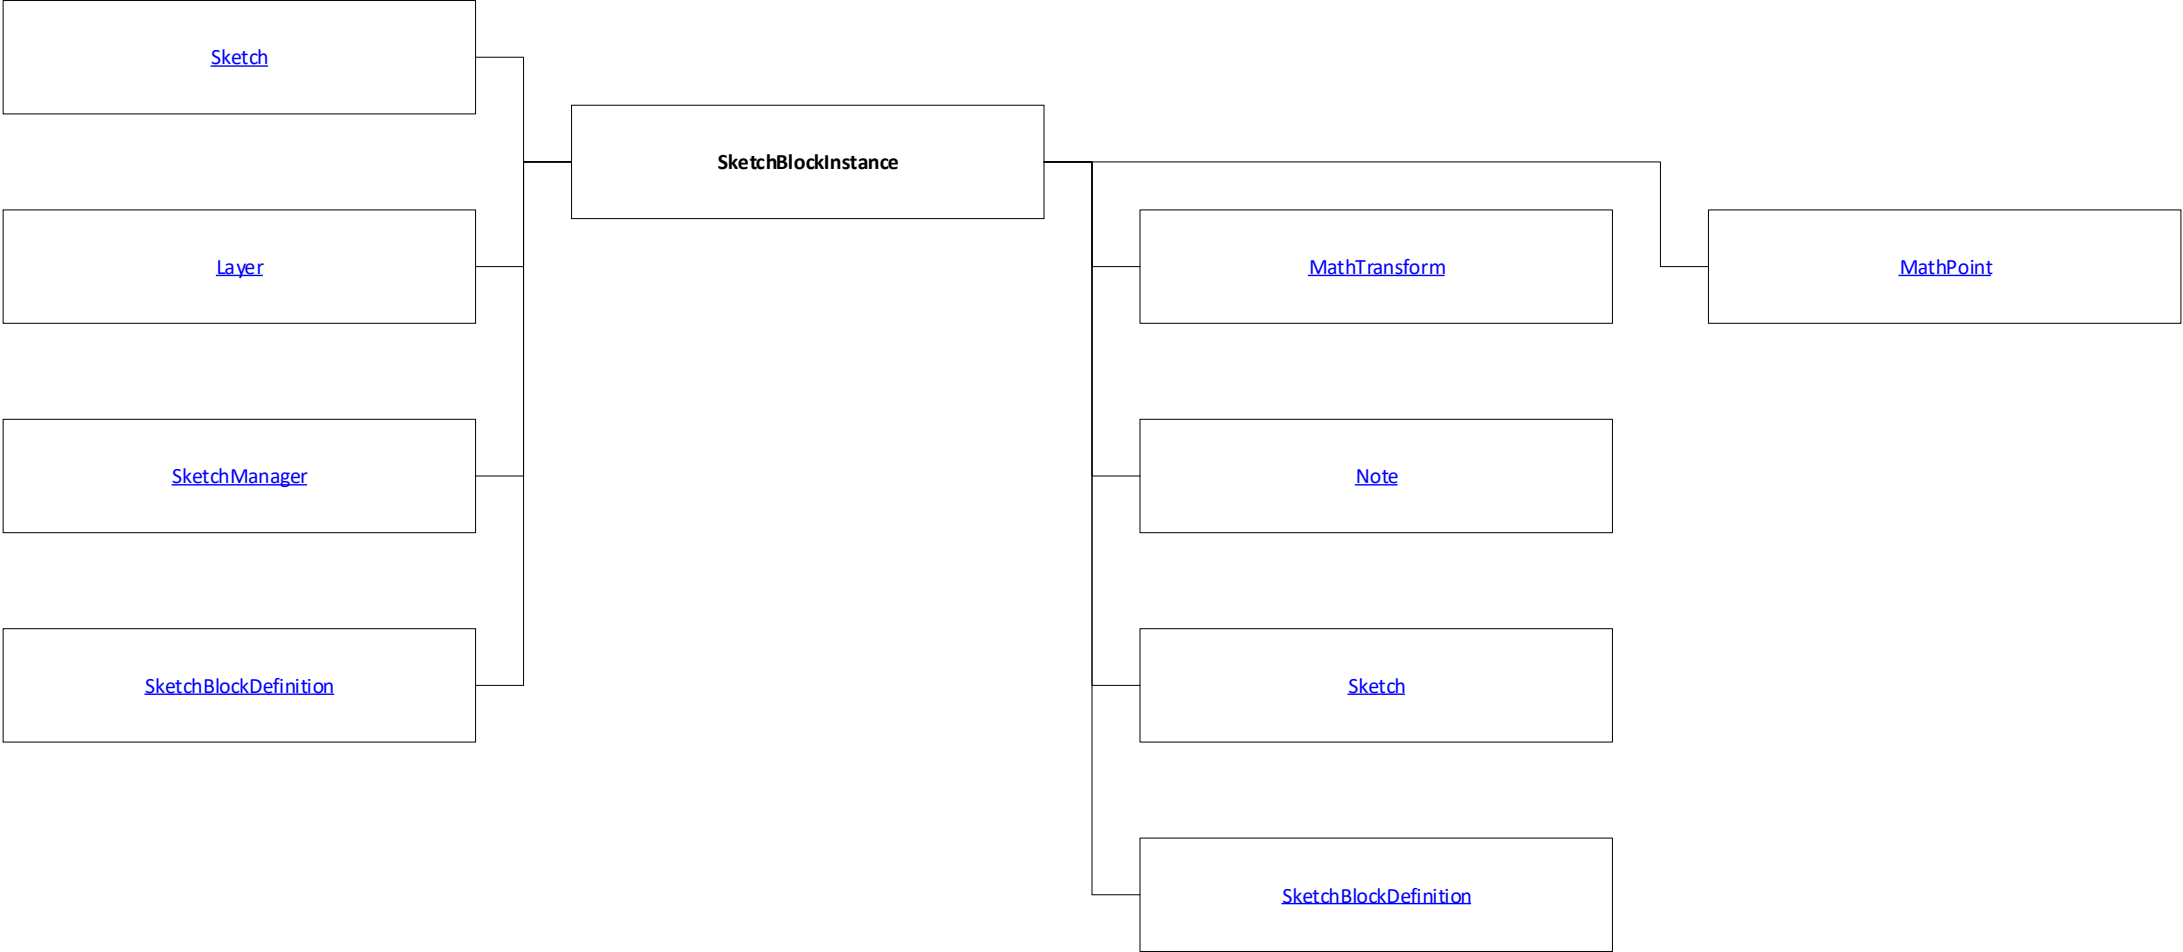 Sketch
SketchBlockInstance
Layer
MathTransform
MathPoint
SketchManager
Note
SketchBlockDefinition
Sketch
SketchBlockDefinition